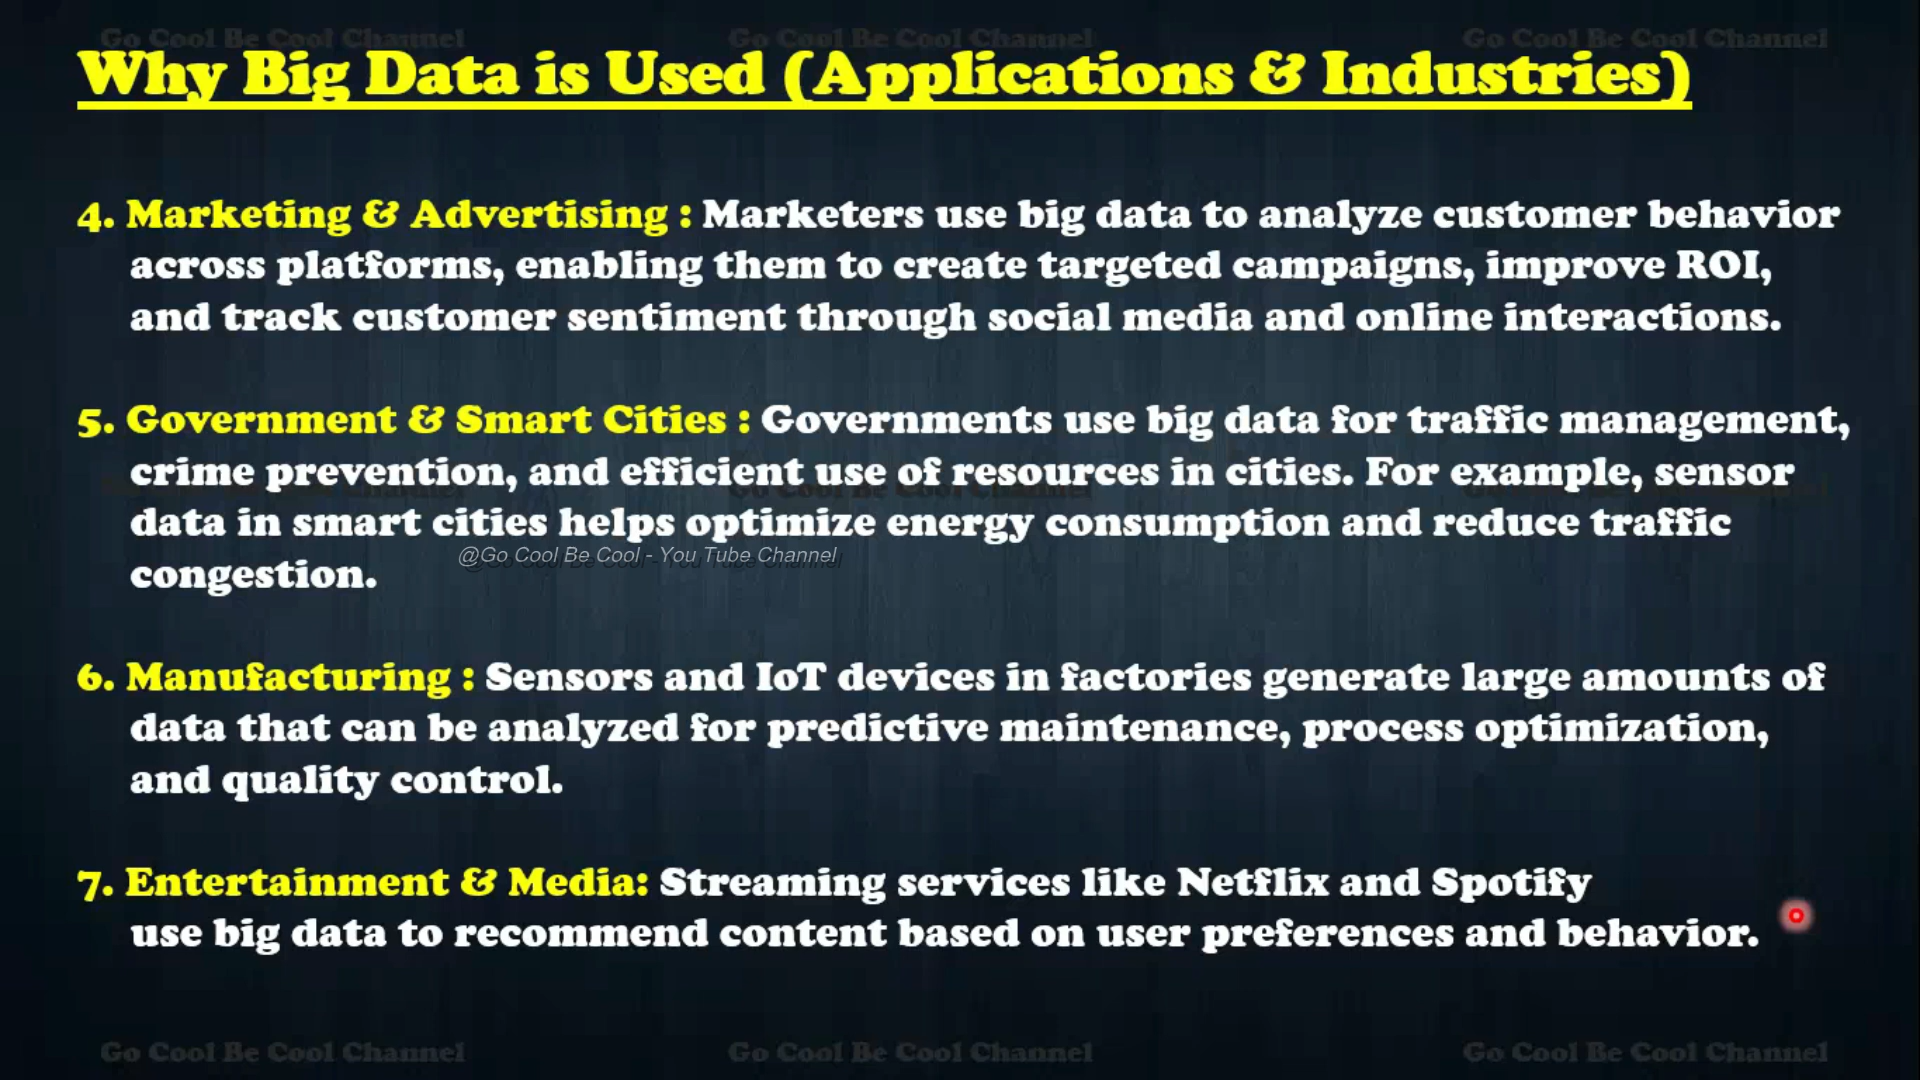 Go Cool Be Cool Channel Go Cool Be Cool Channel Go Cool Be Cool Channel
Why Big Data is Used (Applications & Industries)
4. Marketing & Advertising : Marketers use big data to analyze customer behavior
across platforms, enabling them to create targeted campaigns, improve ROI,
and track customer sentiment through social media and online interactions.
5. Government & Smart Cities : Governments use big data for traffic management,
crime prevention, and efficient use of resources in cities. For example, sensor
Go Cool Be Cool Channel
data in smart cities helps optimize energy consumption and reduce traffic
@Go Cool Be Cool - You Tube Channel
congestion.
6. Manufacturing : Sensors and IoT devices in factories generate large amounts of
data that can be analyzed for predictive maintenance, process optimization,
and quality control.
7. Entertainment & Media: Streaming services like Netflix and Spotify
use big data to recommend content based on user preferences and behavior.
Go Cool Be Cool Channel Go Cool Be Cool Channel Go Cool Be Cool Channel